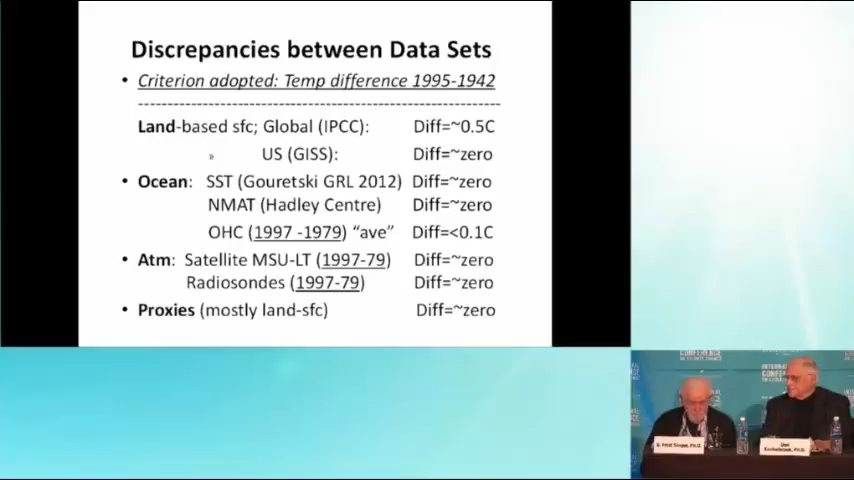 Discrepancies between Data Sets
• Criterion adopted: Temp difference 1995-1942
--------------------------------------------------------------
Land-based sfc; Global (IPCC): Diff=~0.5C
» US (GISS): Diff=~zero
• Ocean: SST (Gouretski GRL 2012) Diff=~zero
NMAT (Hadley Centre) Diff=~zero
OHC (1997 -1979) “ave” Diff=<0.1C
• Atm: Satellite MSU-LT (1997-79) Diff=~zero
Radiosondes (1997-79) Diff=~zero
• Proxies (mostly land-sfc) Diff=~zero
CONFERENCE
INTERNATIONAL
CONFERENCE